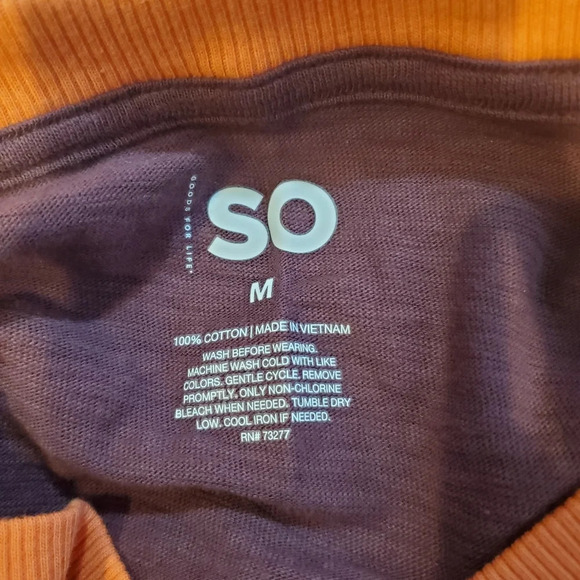 GOODS FOR LIFE®
SO
M
100% COTTON | MADE IN VIETNAM
WASH BEFORE WEARING.
MACHINE WASH COLD WITH LIKE
COLORS. GENTLE CYCLE. REMOVE
PROMPTLY. ONLY NON-CHLORINE
BLEACH WHEN NEEDED. TUMBLE DRY
LOW. COOL IRON IF NEEDED.
RN# 73277